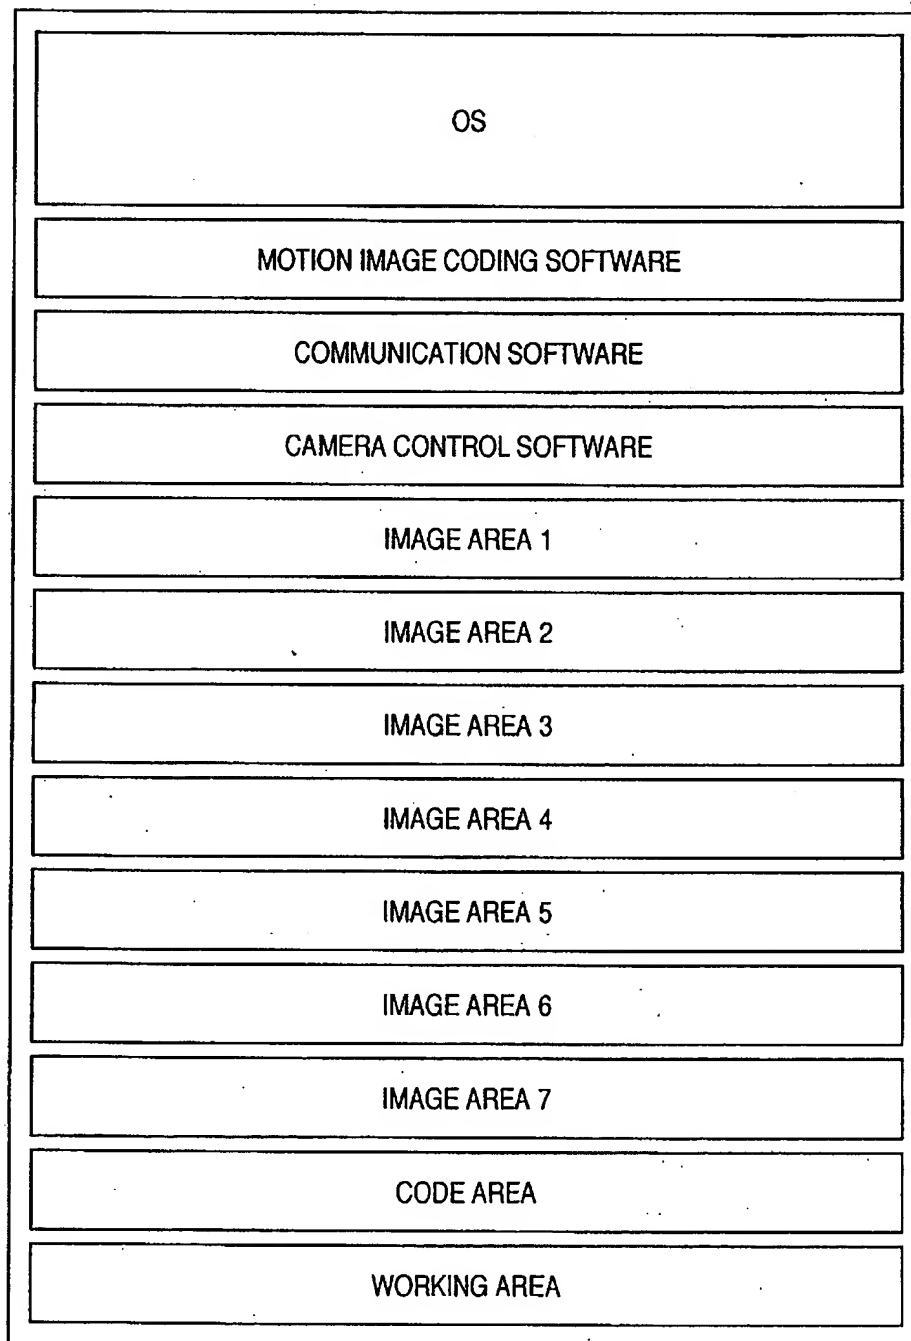 OS
MOTION IMAGE CODING SOFTWARE
COMMUNICATION SOFTWARE
CAMERA CONTROL SOFTWARE
IMAGE AREA 1
IMAGE AREA 2
IMAGE AREA 3
IMAGE AREA 4
IMAGE AREA 5
IMAGE AREA 6
IMAGE AREA 7
CODE AREA
WORKING AREA